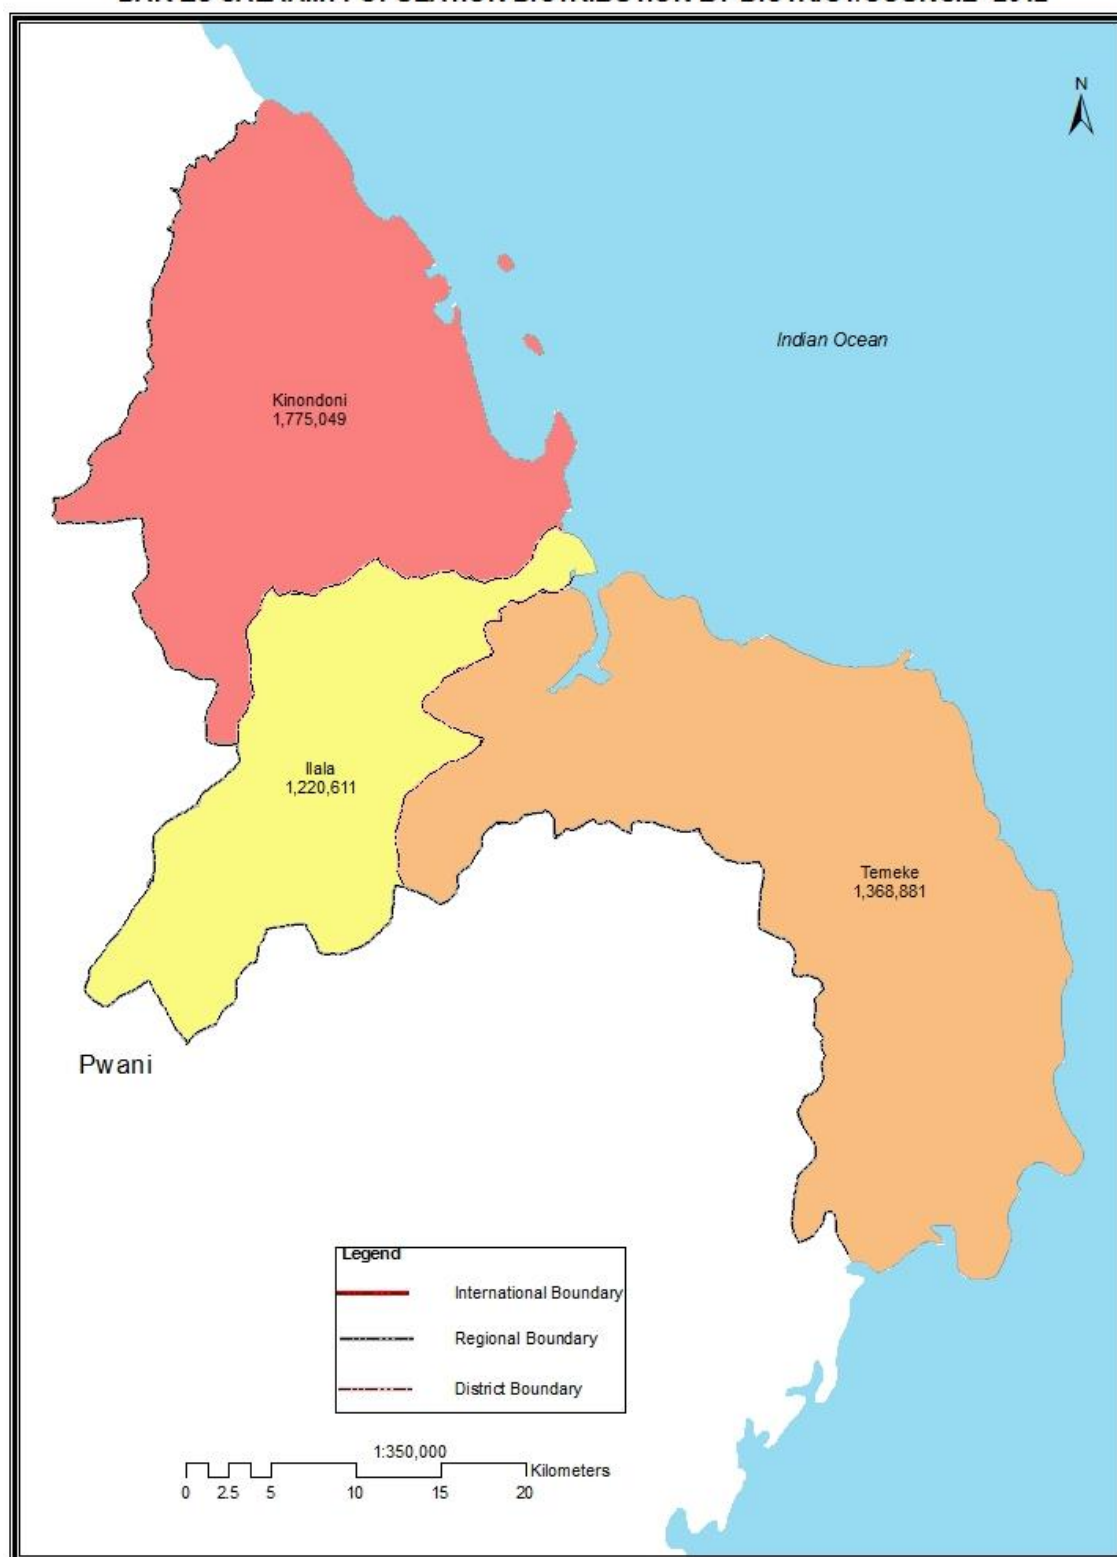 N
Indian Ocean
Kinondoni
1,775,049
Ilala
1,220,611
Temeke
1,368,881
Pwani
Legend
International Boundary
Regional Boundary
District Boundary
1:350,000
Kilometers
0 2.5 5 10 15 20